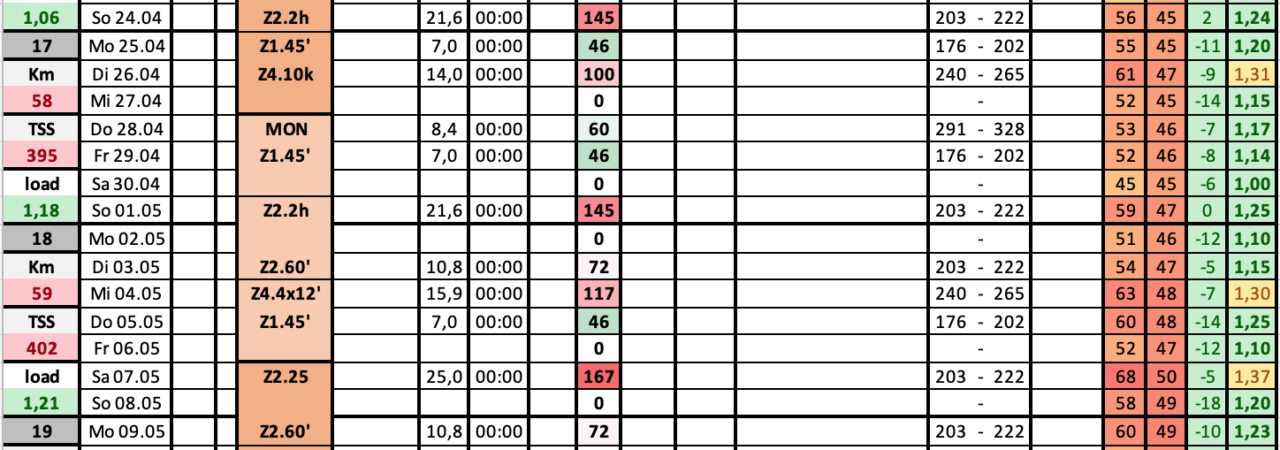 1,06 So 24.04 Z2.2h 21,6 00:00 145 203 - 222 56 45 2 1,24
17 Mo 25.04 Z1.45' 7,0 00:00 46 176 - 202 55 45 -11 1,20
Km Di 26.04 Z4.10k 14,0 00:00 100 240 - 265 61 47 -9 1,31
58 Mi 27.04 0 - 52 45 -14 1,15
TSS Do 28.04 MON 8,4 00:00 60 291 - 328 53 46 -7 1,17
395 Fr 29.04 Z1.45' 7,0 00:00 46 176 - 202 52 46 -8 1,14
load Sa 30.04 0 - 45 45 -6 1,00
1,18 So 01.05 Z2.2h 21,6 00:00 145 203 - 222 59 47 0 1,25
18 Mo 02.05 0 - 51 46 -12 1,10
Km Di 03.05 Z2.60' 10,8 00:00 72 203 - 222 54 47 -5 1,15
59 Mi 04.05 Z4.4x12' 15,9 00:00 117 240 - 265 63 48 -7 1,30
TSS Do 05.05 Z1.45' 7,0 00:00 46 176 - 202 60 48 -14 1,25
402 Fr 06.05 0 - 52 47 -12 1,10
load Sa 07.05 Z2.25 25,0 00:00 167 203 - 222 68 50 -5 1,37
1,21 So 08.05 0 - 58 49 -18 1,20
19 Mo 09.05 Z2.60' 10,8 00:00 72 203 - 222 60 49 -10 1,23